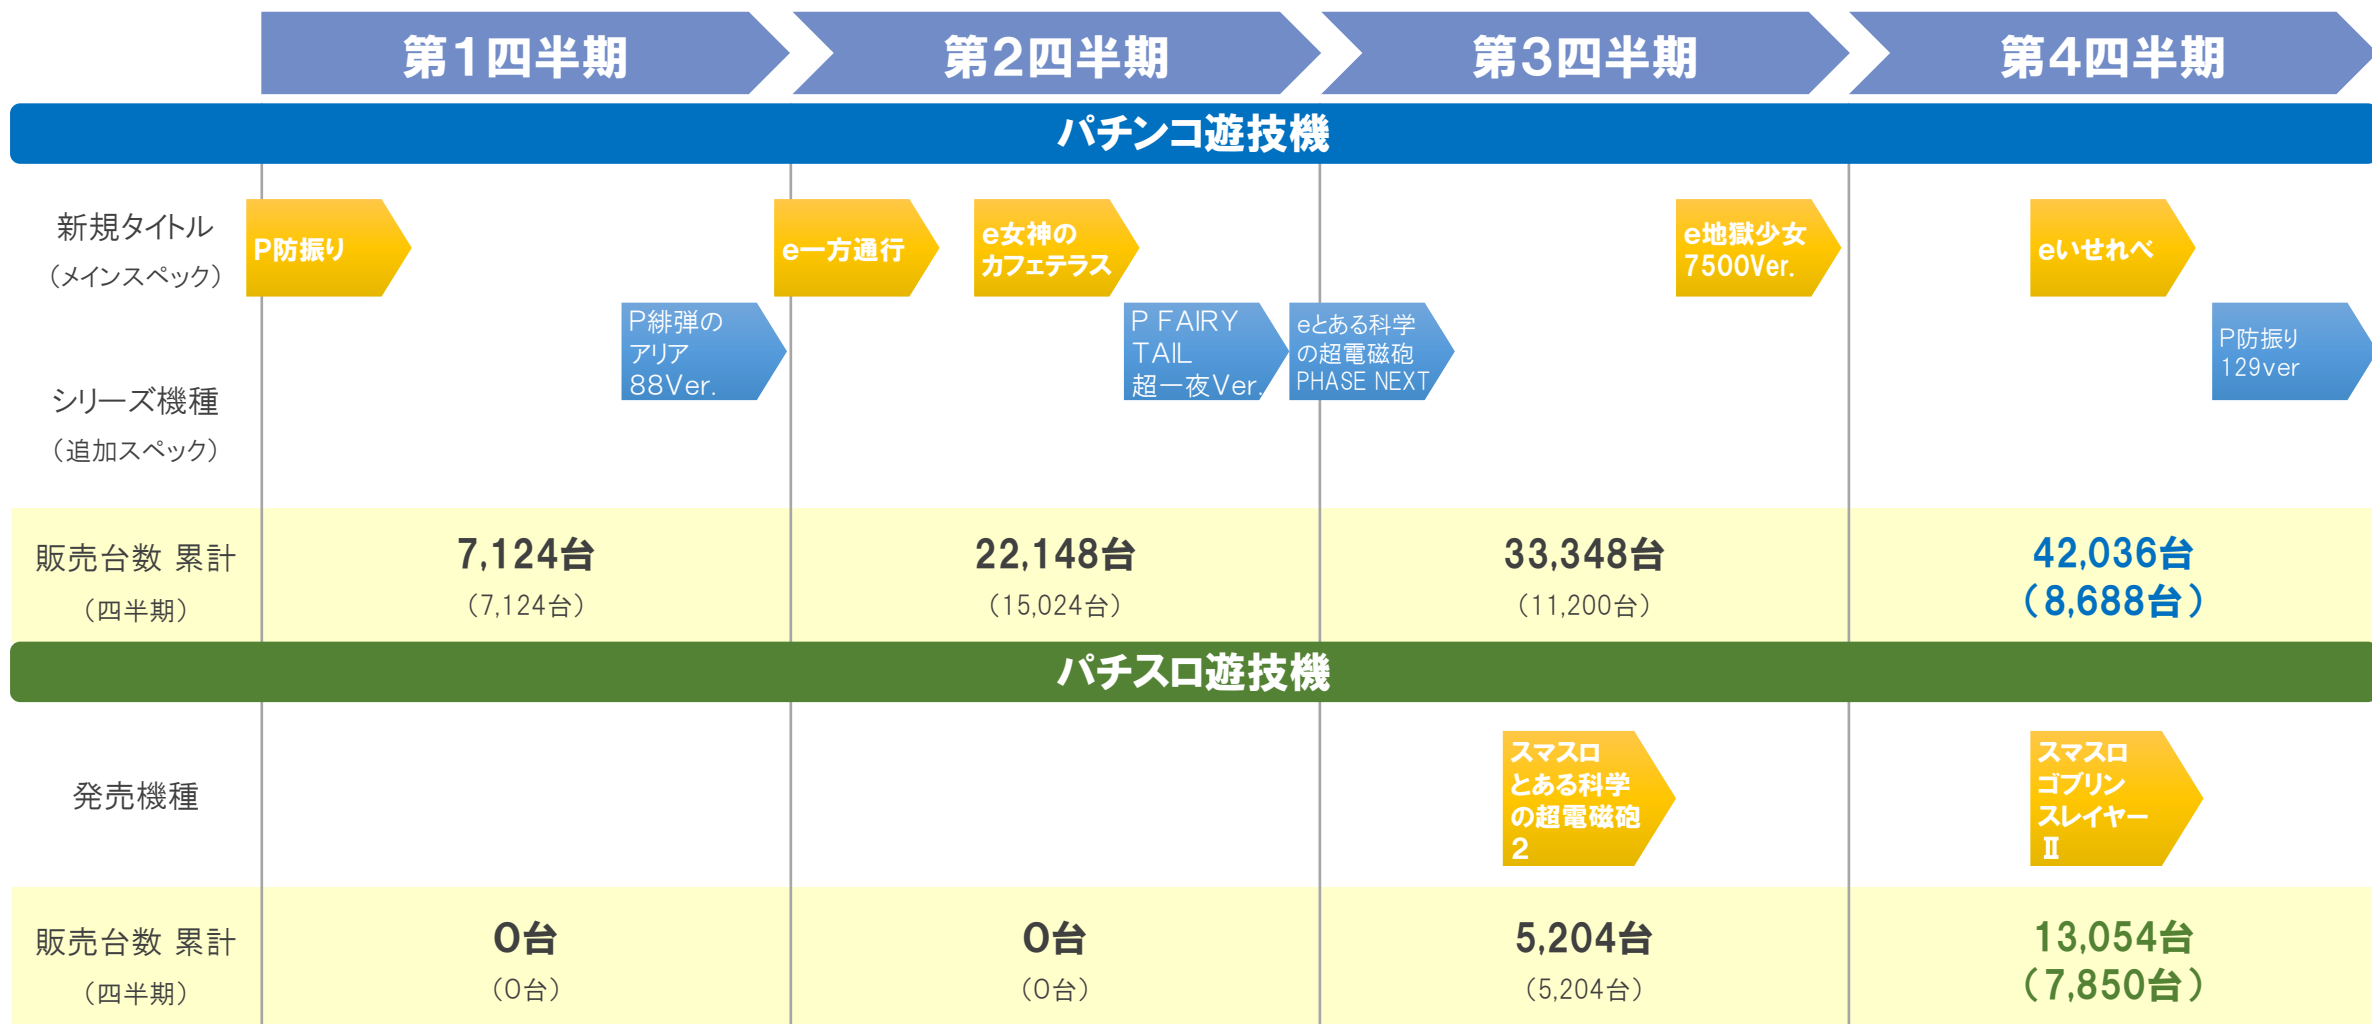 第1四半期
第2四半期
第3四半期
第4四半期
パチンコ遊技機
新規タイトル
（メインスペック）
P防振り
e一方通行
e女神の
カフェテラス
e地獄少女
7500Ver.
eいせれべ
シリーズ機種
（追加スペック）
P緋弾の
アリア
88Ver.
P FAIRY
TAIL
超一夜Ver.
eとある科学
の超電磁砲
PHASE NEXT
P防振り
129ver
販売台数 累計
（四半期）
7,124台
（7,124台）
22,148台
（15,024台）
33,348台
（11,200台）
42,036台
（8,688台）
パチスロ遊技機
発売機種
スマスロ
とある科学
の超電磁砲
2
スマスロ
ゴブリン
スレイヤー
Ⅱ
販売台数 累計
（四半期）
0台
（0台）
0台
（0台）
5,204台
（5,204台）
13,054台
（7,850台）